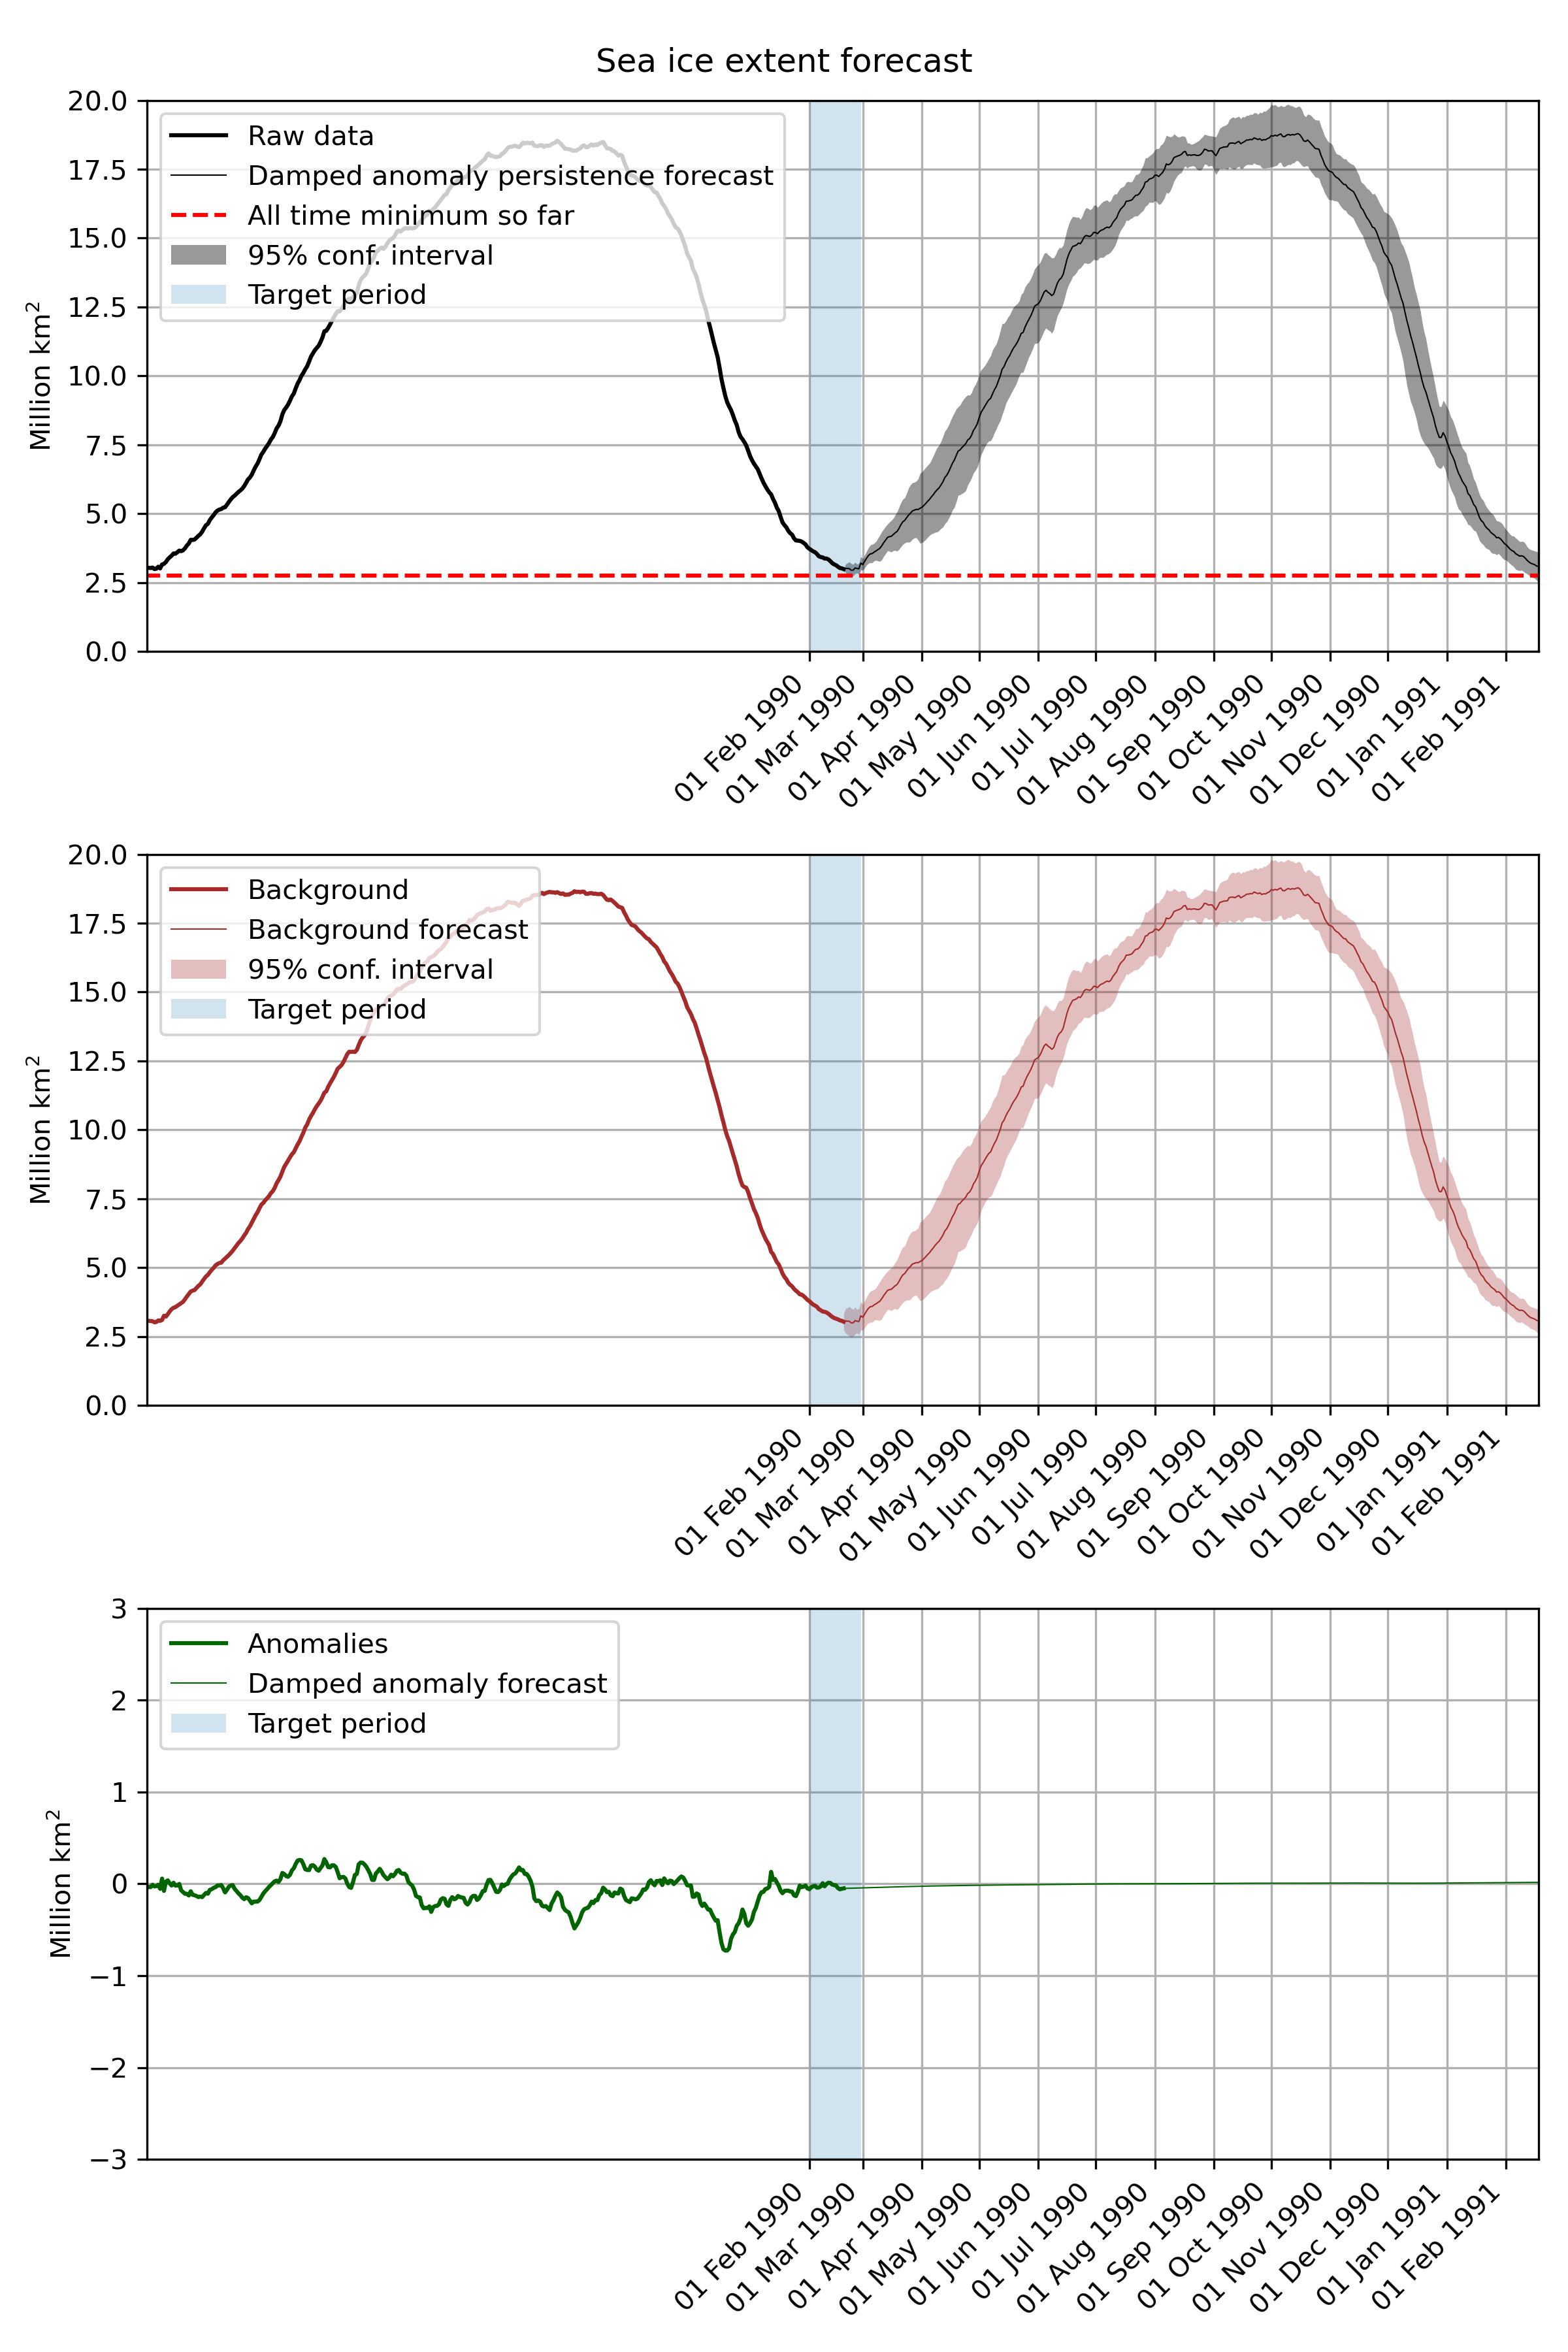 Sea ice extent forecast
20.0
17.5
15.0
12.5
10.0
7.5
5.0
2.5
0.0
Million km²
Raw data
Damped anomaly persistence forecast
All time minimum so far
95% conf. interval
Target period
01 Feb 1990
01 Mar 1990
01 Apr 1990
01 May 1990
01 Jun 1990
01 Jul 1990
01 Aug 1990
01 Sep 1990
01 Oct 1990
01 Nov 1990
01 Dec 1990
01 Jan 1991
01 Feb 1991
20.0
17.5
15.0
12.5
10.0
7.5
5.0
2.5
0.0
Million km²
Background
Background forecast
95% conf. interval
Target period
01 Feb 1990
01 Mar 1990
01 Apr 1990
01 May 1990
01 Jun 1990
01 Jul 1990
01 Aug 1990
01 Sep 1990
01 Oct 1990
01 Nov 1990
01 Dec 1990
01 Jan 1991
01 Feb 1991
3
2
1
0
−1
−2
−3
Million km²
Anomalies
Damped anomaly forecast
Target period
01 Feb 1990
01 Mar 1990
01 Apr 1990
01 May 1990
01 Jun 1990
01 Jul 1990
01 Aug 1990
01 Sep 1990
01 Oct 1990
01 Nov 1990
01 Dec 1990
01 Jan 1991
01 Feb 1991